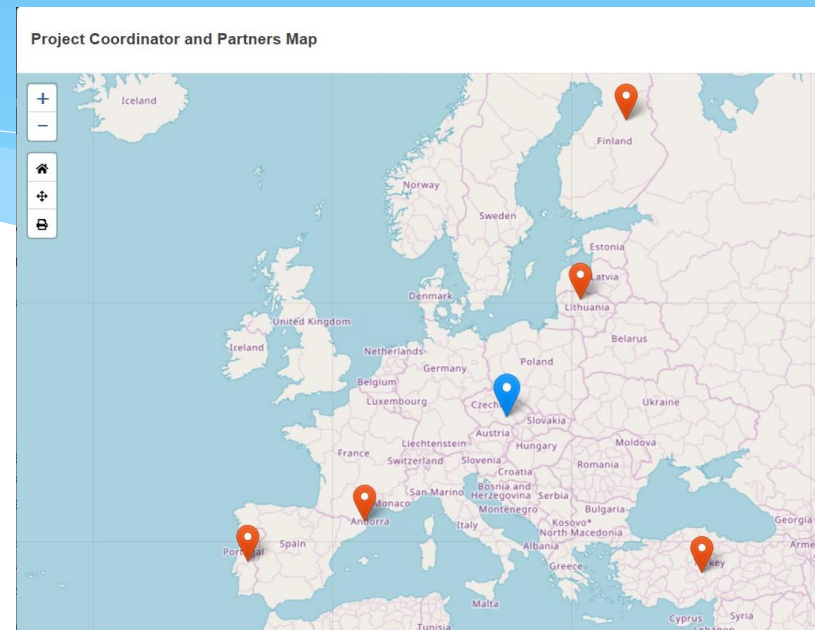 Project Coordinator and Partners Map
+
−
Iceland
Finland
Norway
Sweden
Estonia
Latvia
Denmark
Lithuania
United Kingdom
Belarus
Ireland
Netherlands
Poland
Germany
Belgium
Luxembourg
Ukraine
Slovakia
Austria
Moldova
Liechtenstein
Hungary
France
Switzerland
Slovenia
Romania
Croatia
San Marino
Bosnia and
Herzegovina
Serbia
Monaco
Montenegro
Bulgaria
Andorra
Italy
Kosovo*
Georgia
North Macedonia
Spain
Albania
Greece
Malta
Cyprus
Syria
Tunisia